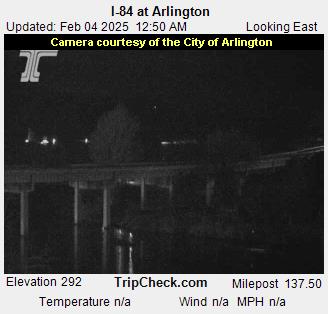 I-84 at Arlington
Updated: Feb 04 2025 12:50 AM Looking East
Camera courtesy of the City of Arlington
Elevation 292 TripCheck.com Milepost 137.50
Temperature n/a Wind n/a MPH n/a